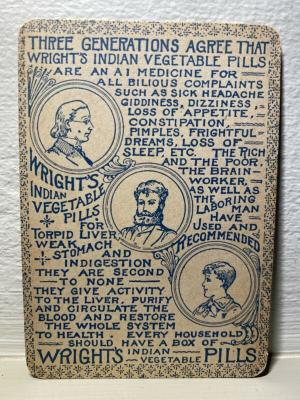 THREE GENERATIONS AGREE THAT
WRIGHT'S INDIAN VEGETABLE PILLS
ARE AN A1 MEDICINE FOR
ALL BILIOUS COMPLAINTS
SUCH AS SICK HEADACHE
GIDDINESS, DIZZINESS,
LOSS OF APPETITE,
CONSTIPATION,
PIMPLES, FRIGHTFUL
DREAMS, LOSS OF
SLEEP, ETC. THE RICH
AND THE POOR,
THE BRAIN-
WORKER,
AS WELL AS
THE
LABORING
MAN
HAVE
USED AND
RECOMMENDED
WRIGHT'S
INDIAN
VEGETABLE
PILLS
FOR
TORPID LIVER
WEAK STOMACH
AND
INDIGESTION
THEY ARE SECOND
TO NONE
THEY GIVE ACTIVITY
TO THE LIVER, PURIFY
AND CIRCULATE THE
BLOOD AND RESTORE
THE WHOLE SYSTEM
TO HEALTH. EVERY HOUSEHOLD
SHOULD HAVE A BOX OF
WRIGHT'S INDIAN VEGETABLE PILLS